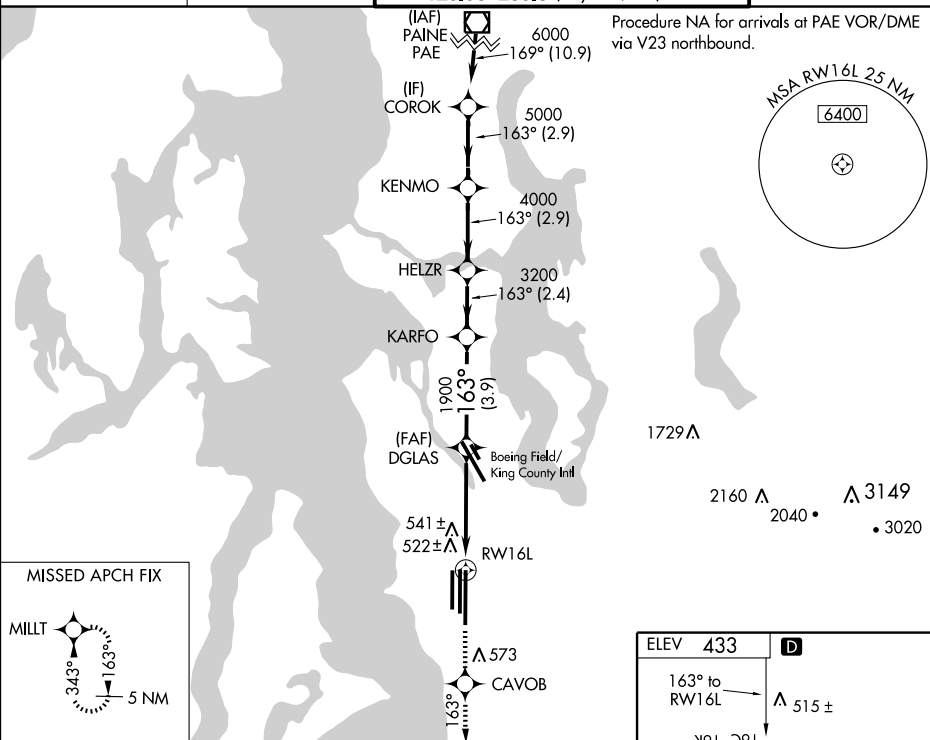 (IAF)
PAINE
PAE
6000
169° (10.9)
Procedure NA for arrivals at PAE VOR/DME
via V23 northbound.
MSA RW16L 25 NM
6400
(IF)
COROK
5000
163° (2.9)
KENMO
4000
163° (2.9)
HELZR
3200
163° (2.4)
KARFO
1900
163°
(3.9)
(FAF)
DGLAS
Boeing Field/
King County Intl
1729
2160
3149
2040
3020
541 ±
522 ±
RW16L
MISSED APCH FIX
MILLT
343°
163°
5 NM
573
CAVOB
163°
ELEV 433
D
163° to
RW16L
515 ±